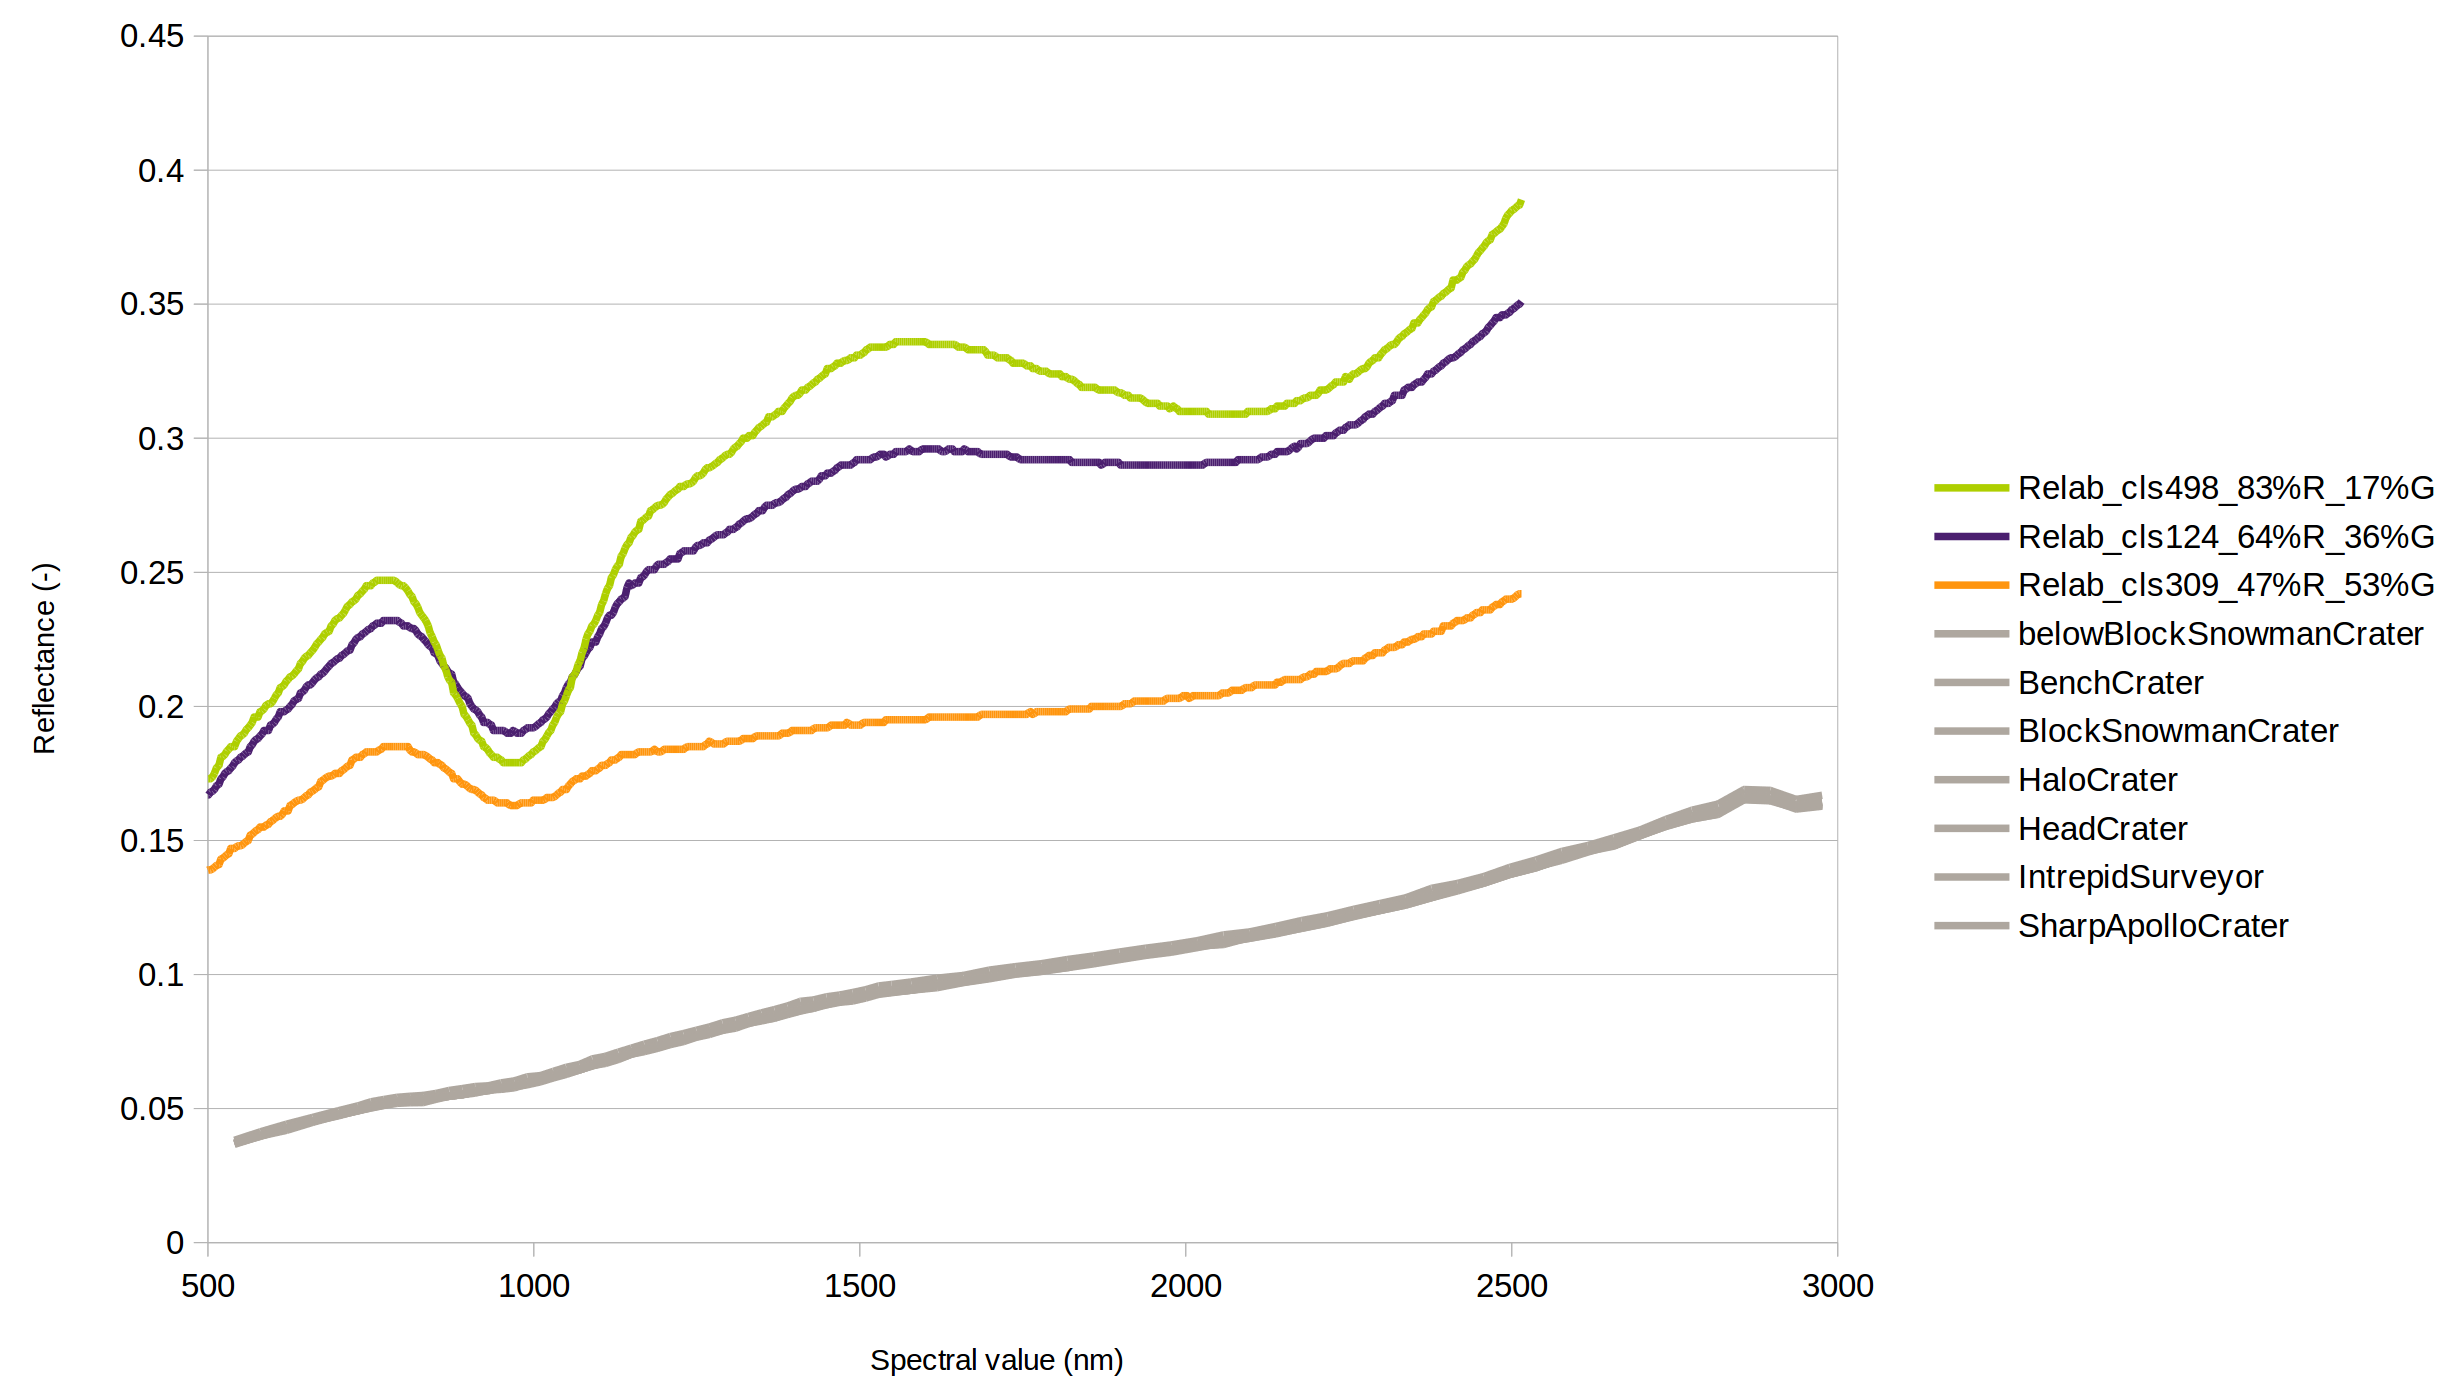 0.45
0.4
0.35
0.3
0.25
0.2
0.15
0.1
0.05
0
Reflectance (-)
500 1000 1500 2000 2500 3000
Spectral value (nm)
Relab_cls498_83%R_17%G
Relab_cls124_64%R_36%G
Relab_cls309_47%R_53%G
belowBlockSnowmanCrater
BenchCrater
BlockSnowmanCrater
HaloCrater
HeadCrater
IntrepidSurveyor
SharpApolloCrater